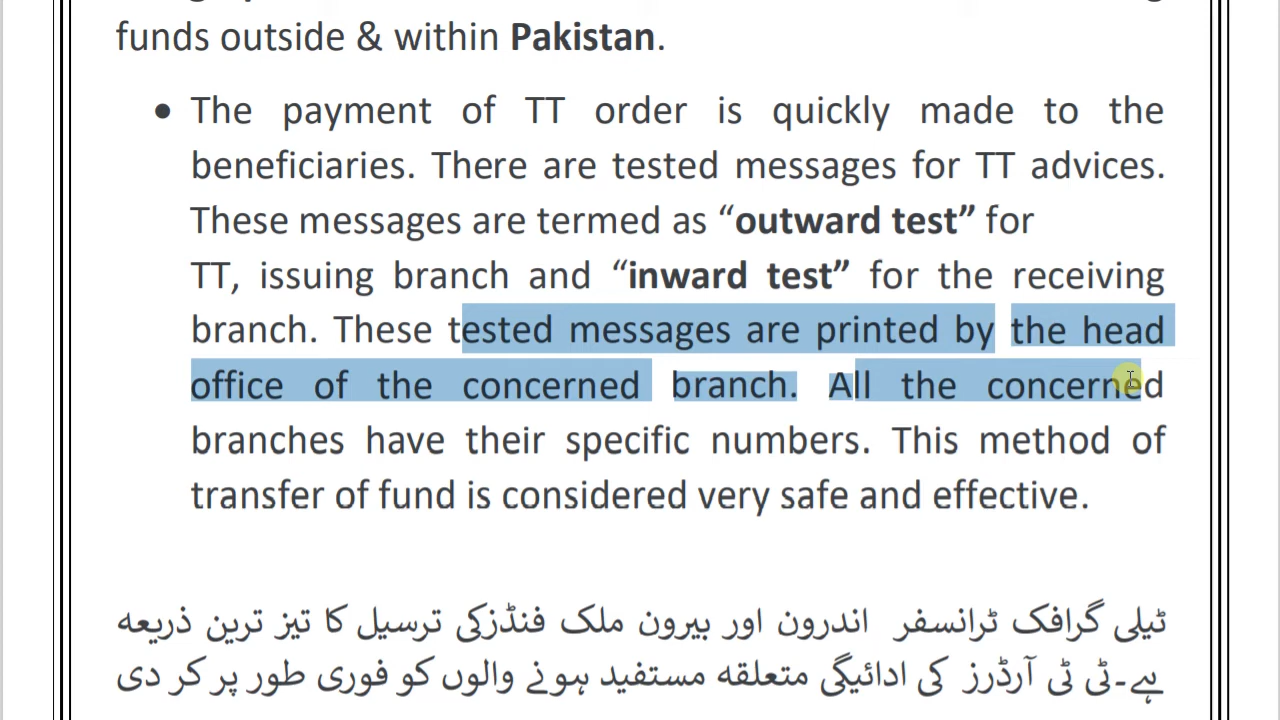 funds outside & within Pakistan.
• The payment of TT order is quickly made to the
beneficiaries. There are tested messages for TT advices.
These messages are termed as “outward test” for
TT, issuing branch and “inward test” for the receiving
branch. These tested messages are printed by the head
office of the concerned branch. All the concerned
branches have their specific numbers. This method of
transfer of fund is considered very safe and effective.
ٹیلی گرافک ٹرانسفر اندرون اور بیرون ملک فنڈزکی ترسیل کا تیز ترین ذریعہ
ہے۔ٹی ٹی آرڈرز کی ادائیگی متعلقہ مستفید ہونے والوں کو فوری طور پر کر دی